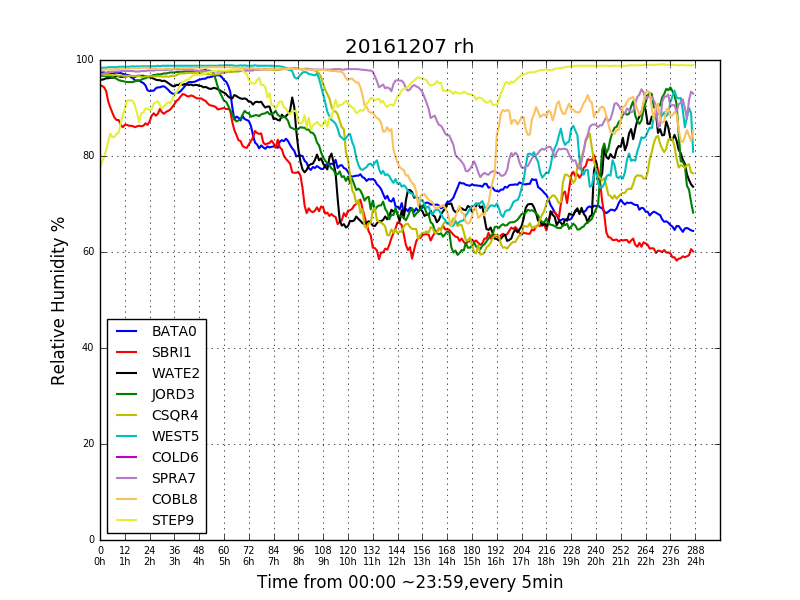 20161207 rh
Relative Humidity %
100
80
60
40
20
0
BATA0
SBRI1
WATE2
JORD3
CSQR4
WEST5
COLD6
SPRA7
COBL8
STEP9
0 12 24 36 48 60 72 84 96 108 120 132 144 156 168 180 192 204 216 228 240 252 264 276 288
0h 1h 2h 3h 4h 5h 6h 7h 8h 9h 10h 11h 12h 13h 14h 15h 16h 17h 18h 19h 20h 21h 22h 23h 24h
Time from 00:00 ~23:59,every 5min